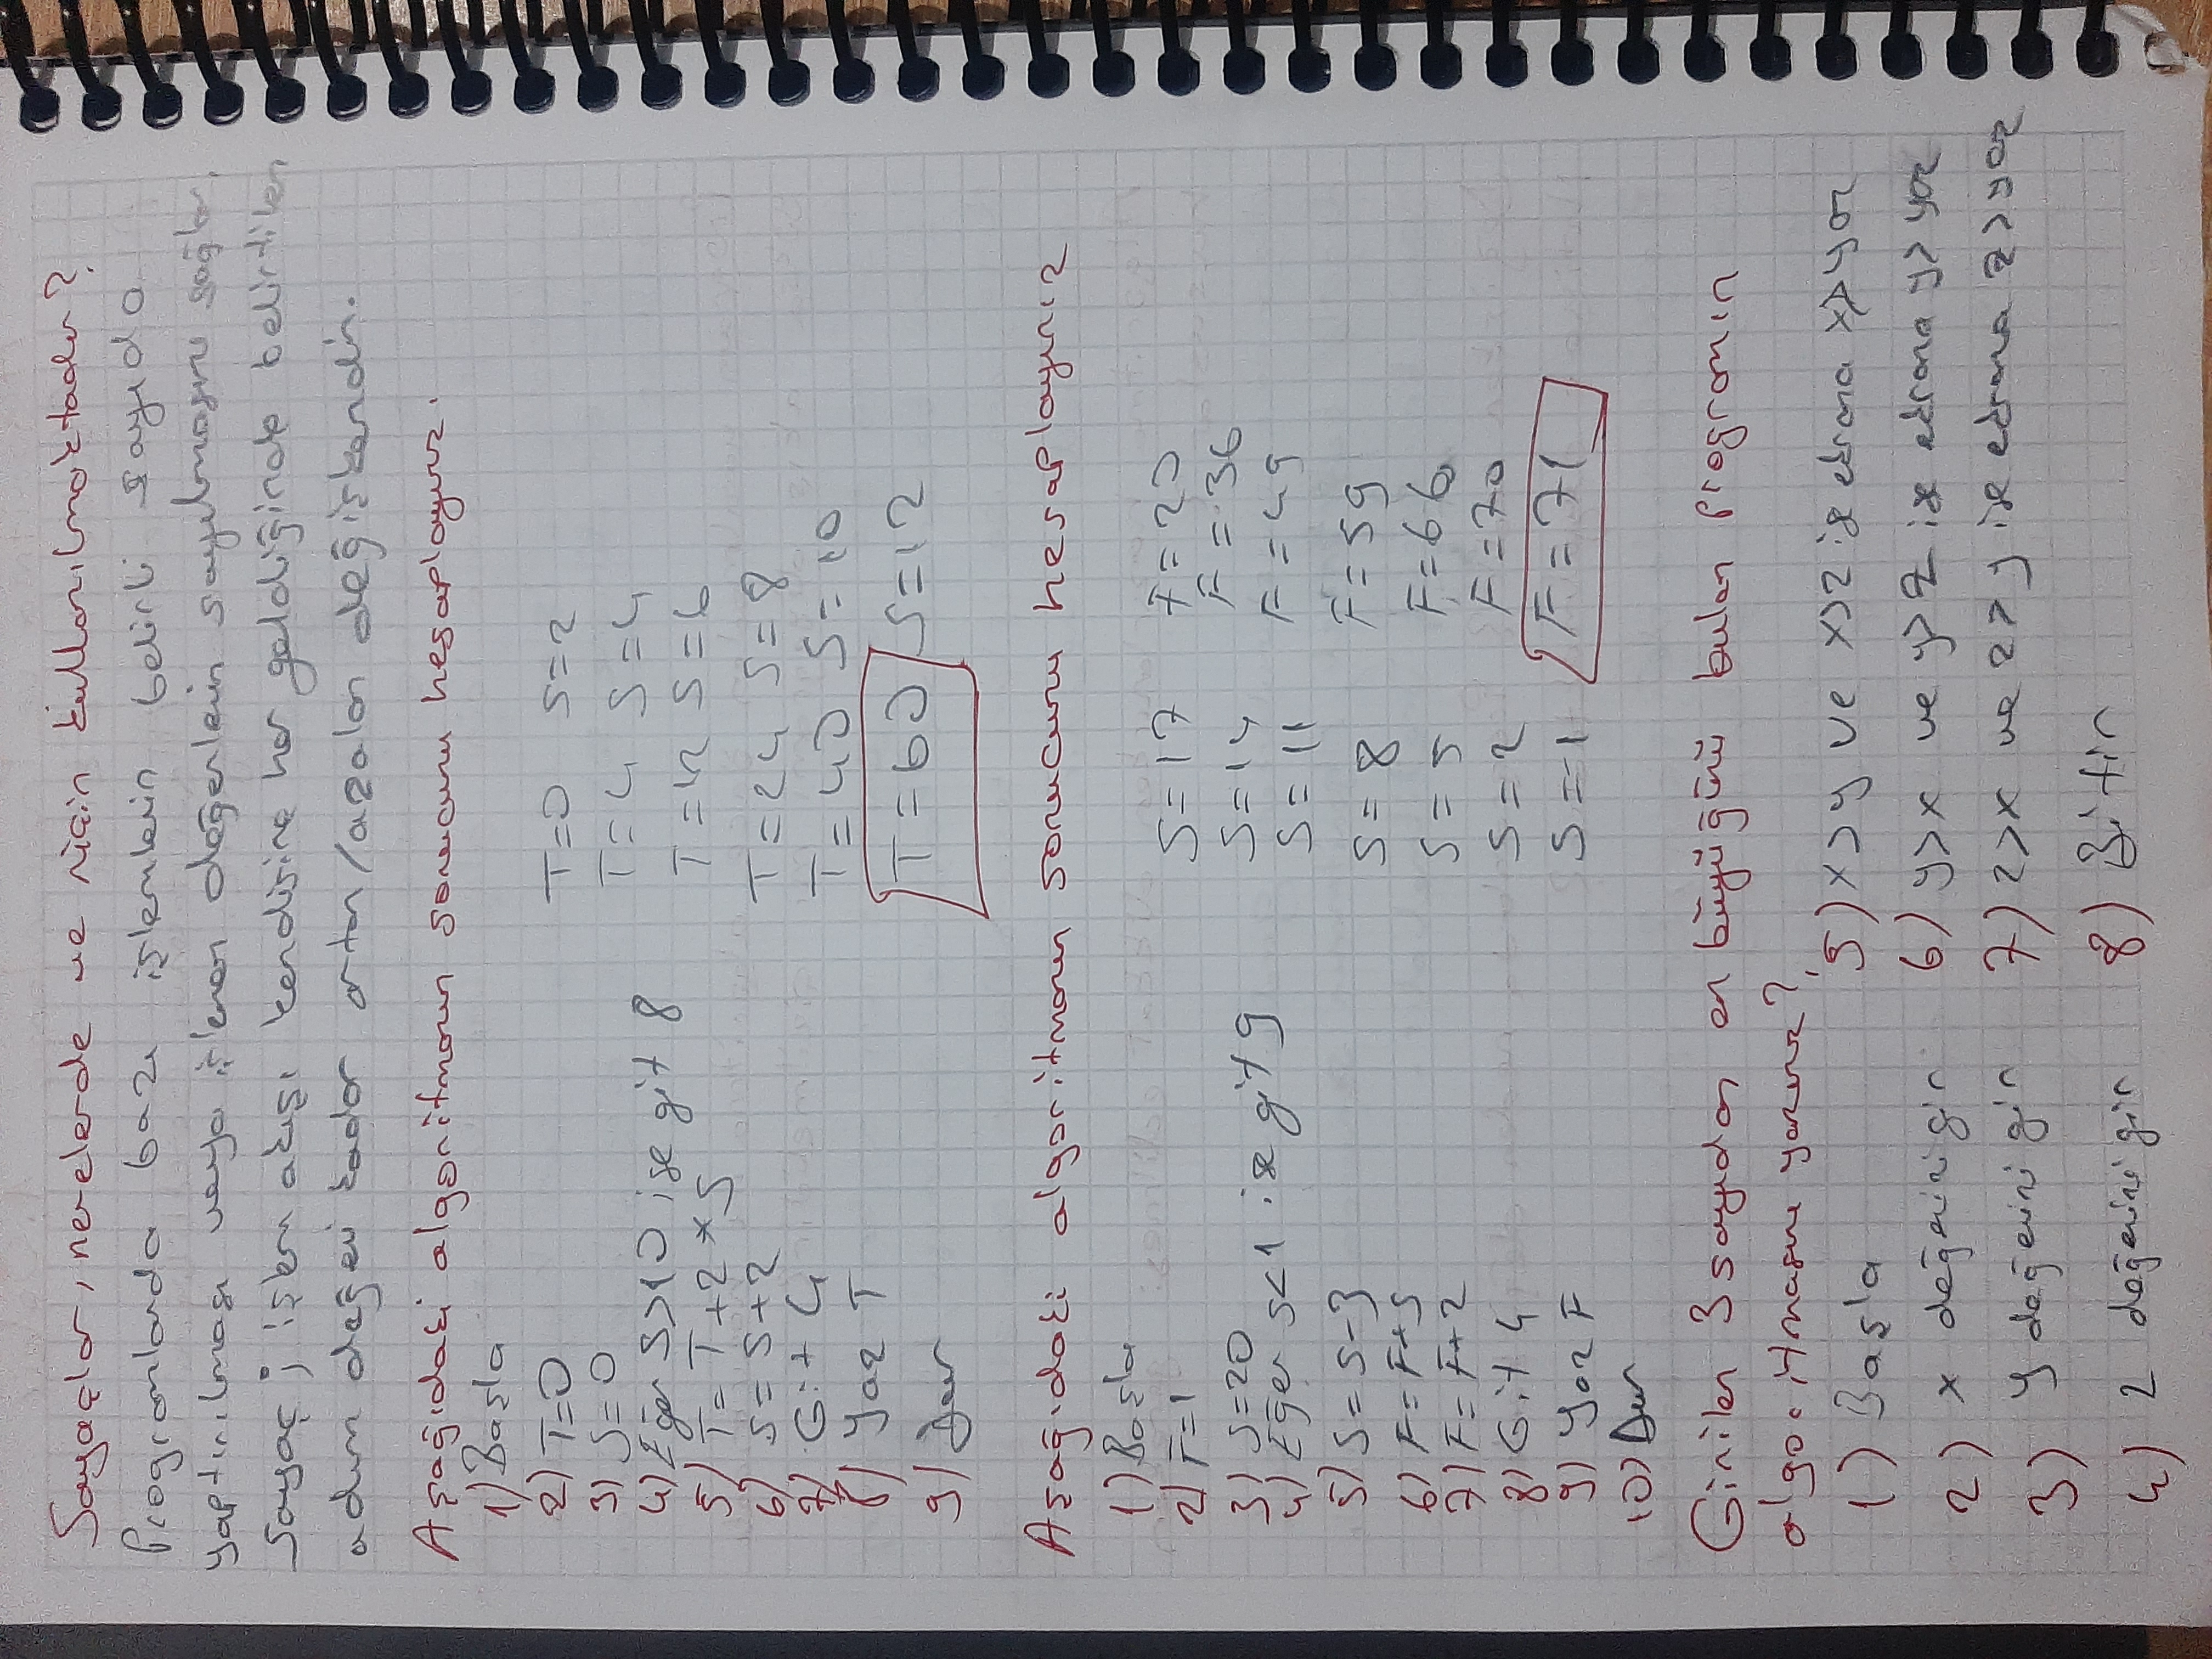 Sayaçlar, nerelerde ve niçin kullanılmaktadır?
Programlarda bazı işlemlerin belirli sayıda
yaptırılması veya işlenen değerlerin sayılmasını sağlar.
Sayaç; işlem akışı kendisine her geldiğinde belirtilen
adım değeri kadar artan/azalan değişkendir.
Aşağıdaki algoritmanın sonucunu hesaplayınız.
1) Başla
2) T=0
3) S=0
4) Eğer S>10 ise git 8
5) T= T+2*S
6) S= S+2
7) Git 4
8) Yaz T
9) Dur
T=0 S=2
T=4 S=4
T=12 S=6
T=24 S=8
T=40 S=10
T=60 S=12
Aşağıdaki algoritmanın sonucunu hesaplayınız
1) Başla
2) F=1
3) S=20
4) Eğer S<1 ise git 9
5) S= S-3
6) F= F+S
7) F= F+2
8) Git 4
9) Yaz F
10) Dur
S=17 F=20
S=14 F=36
S=11 F=49
S=8 F=59
S=5 F=66
S=2 F=70
S=-1 F=71
Girilen 3 sayıdan en büyüğünü bulan programın
algoritmasını yazınız?
1) Başla
2) x değerini gir
3) y değerini gir
4) z değerini gir
5) x>y ve x>z ise ekrana x> yaz
6) y>x ve y>z ise ekrana y> yaz
7) z>x ve z>y ise ekrana z> yaz
8) Bitir